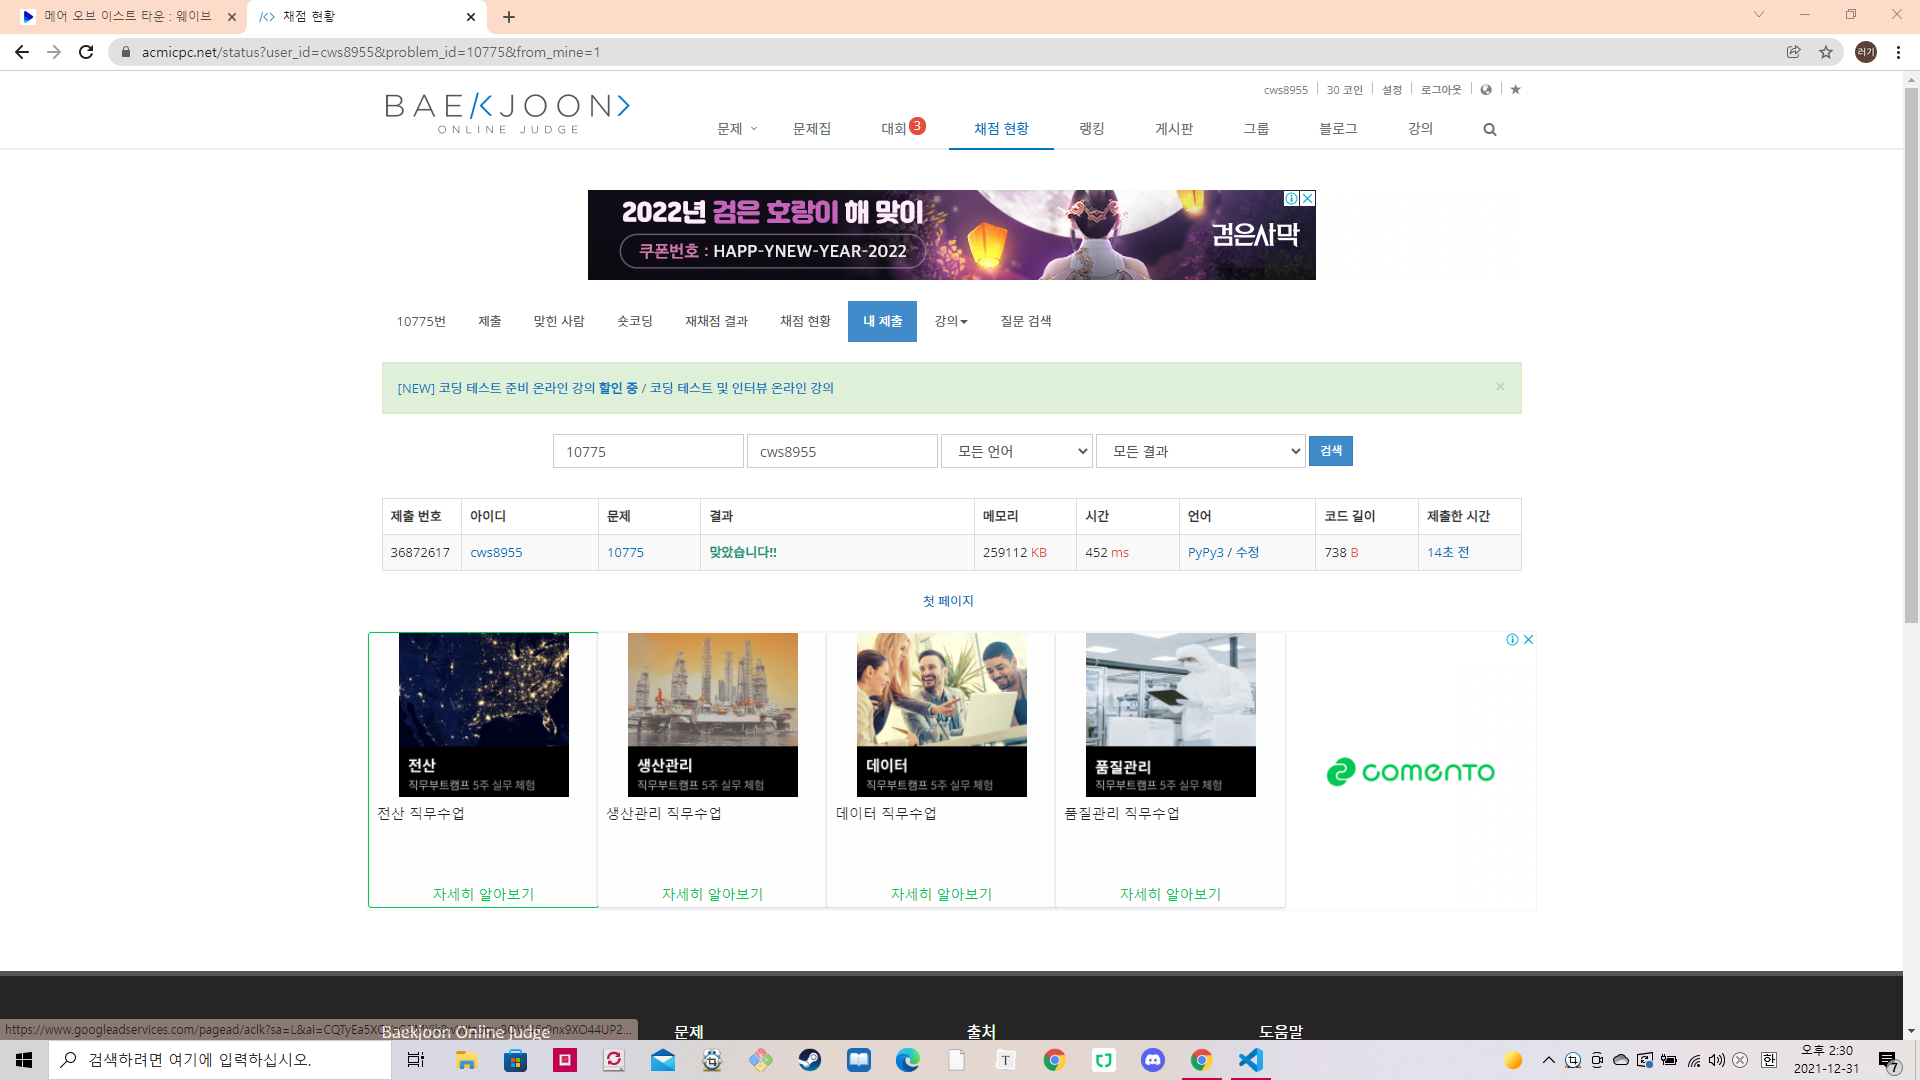 메어 오브 이스트 타운 : 웨이브
채점 현황
acmicpc.net/status?user_id=cws8955&problem_id=10775&from_mine=1
러기
cws8955 30 코인 설정 로그아웃
BAEKJOON
ONLINE JUDGE
문제 문제집 대회 3 채점 현황 랭킹 게시판 그룹 블로그 강의
2022년 검은 호랑이 해 맞이
쿠폰번호 : HAPP-YNEW-YEAR-2022
검은사막
10775번 제출 맞힌 사람 숏코딩 재채점 결과 채점 현황 내 제출 강의 질문 검색
[NEW] 코딩 테스트 준비 온라인 강의 할인 중 / 코딩 테스트 및 인터뷰 온라인 강의
×
10775 cws8955 모든 언어 모든 결과 검색
제출 번호 아이디 문제 결과 메모리 시간 언어 코드 길이 제출한 시간
36872617 cws8955 10775 맞았습니다!! 259112 KB 452 ms PyPy3 / 수정 738 B 14초 전
첫 페이지
전산
직무부트캠프 5주 실무 체험
생산관리
직무부트캠프 5주 실무 체험
데이터
직무부트캠프 5주 실무 체험
품질관리
직무부트캠프 5주 실무 체험
comento
전산 직무수업
생산관리 직무수업
데이터 직무수업
품질관리 직무수업
자세히 알아보기
자세히 알아보기
자세히 알아보기
자세히 알아보기
Baekjoon Online Judge 문제 출처 도움말
검색하려면 여기에 입력하십시오.
한
오후 2:30
2021-12-31
7